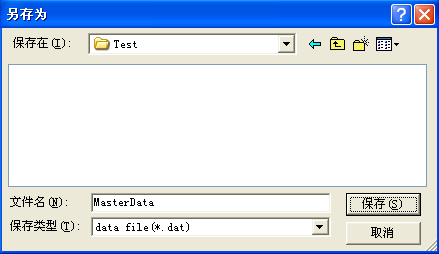 另存为
保存在(I):
Test
文件名(N):
MasterData
保存(S)
保存类型(T):
data file(*.dat)
取消